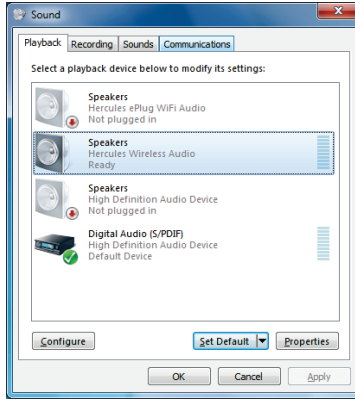 Sound
Playback Recording Sounds Communications
Select a playback device below to modify its settings:
Speakers
Hercules ePlug WiFi Audio
Not plugged in
Speakers
Hercules Wireless Audio
Ready
Speakers
High Definition Audio Device
Not plugged in
Digital Audio (S/PDIF)
High Definition Audio Device
Default Device
Configure Set Default Properties
OK Cancel Apply